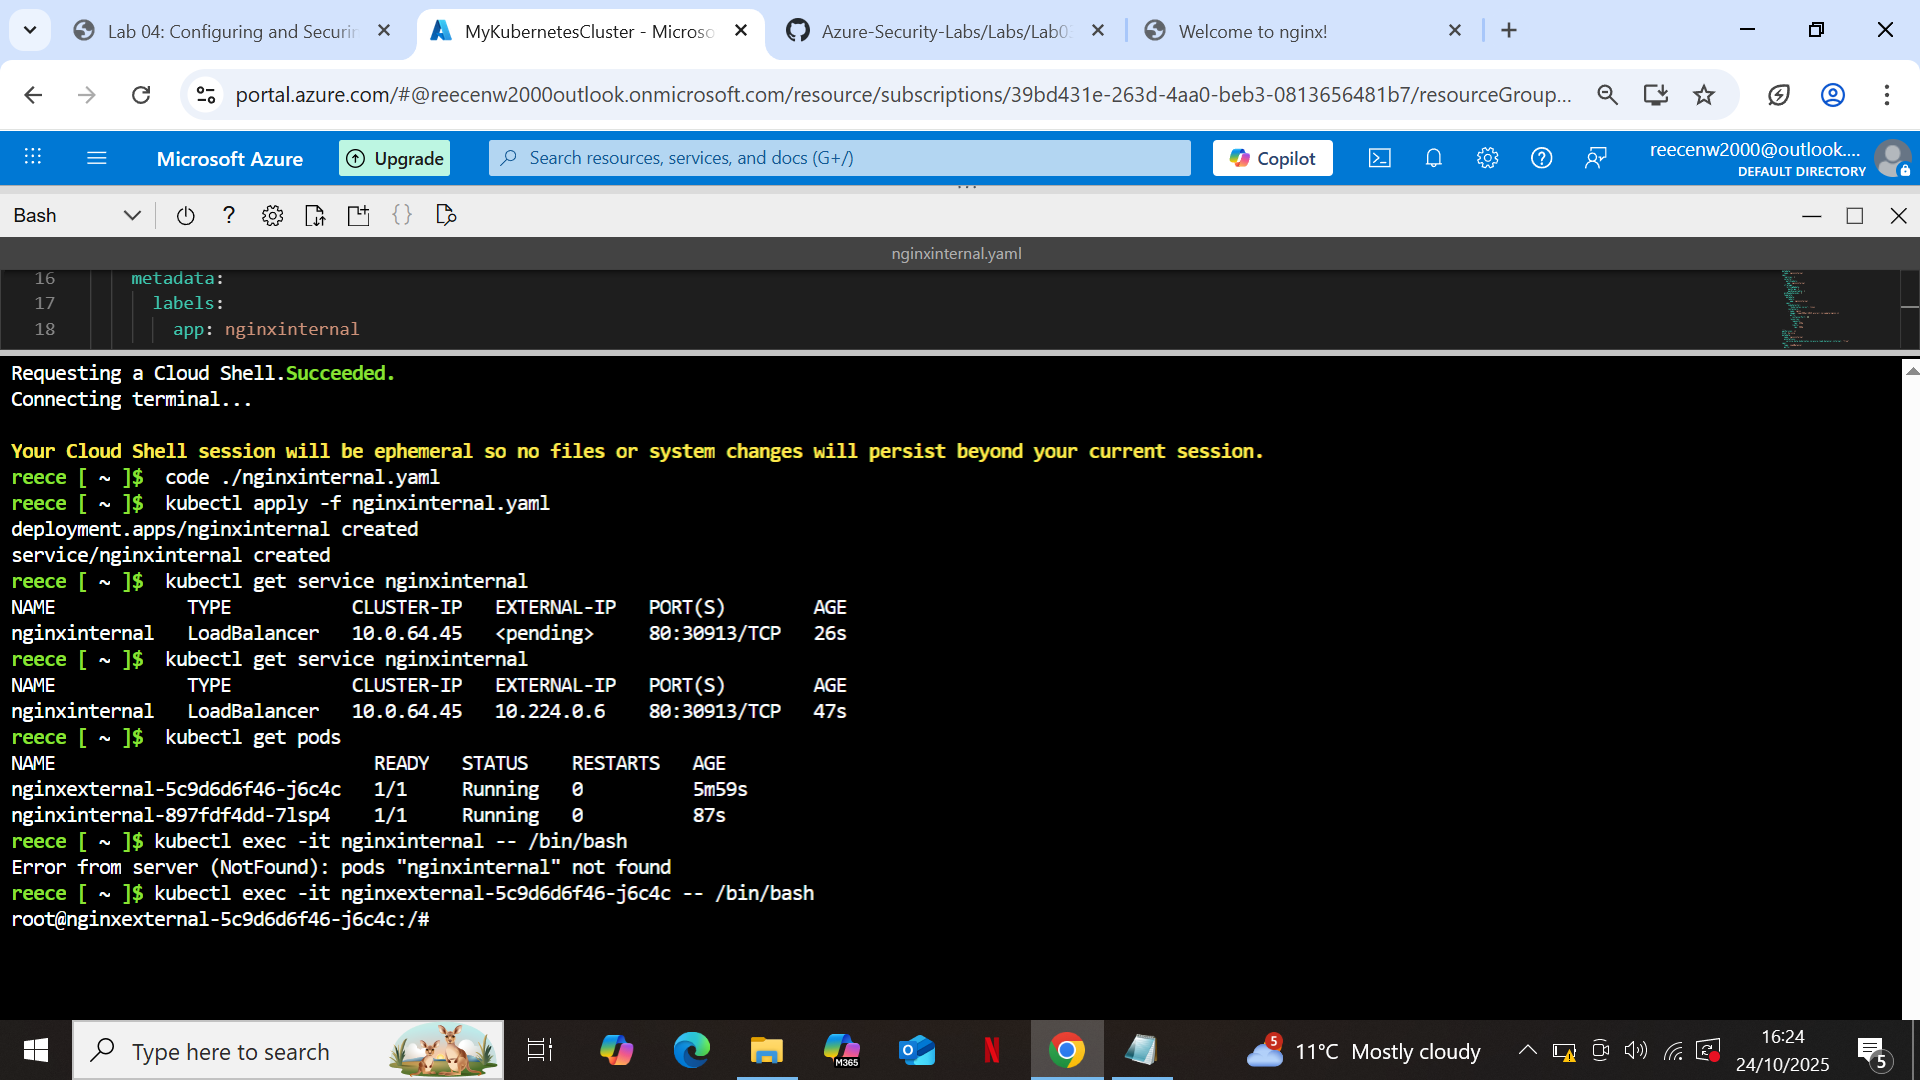 Lab 04: Configuring and Securin
MyKubernetesCluster - Microso
Azure-Security-Labs/Labs/Lab03
Welcome to nginx!
portal.azure.com/#@reecenw2000outlook.onmicrosoft.com/resource/subscriptions/39bd431e-263d-4aa0-beb3-0813656481b7/resourceGroup...
Microsoft Azure
Upgrade
Search resources, services, and docs (G+/)
Copilot
reecenw2000@outlook....
DEFAULT DIRECTORY
Bash
nginxinternal.yaml
16 metadata:
17 labels:
18 app: nginxinternal
Requesting a Cloud Shell.Succeeded.
Connecting terminal...
Your Cloud Shell session will be ephemeral so no files or system changes will persist beyond your current session.
reece [ ~ ]$ code ./nginxinternal.yaml
reece [ ~ ]$ kubectl apply -f nginxinternal.yaml
deployment.apps/nginxinternal created
service/nginxinternal created
reece [ ~ ]$ kubectl get service nginxinternal
NAME TYPE CLUSTER-IP EXTERNAL-IP PORT(S) AGE
nginxinternal LoadBalancer 10.0.64.45 <pending> 80:30913/TCP 26s
reece [ ~ ]$ kubectl get service nginxinternal
NAME TYPE CLUSTER-IP EXTERNAL-IP PORT(S) AGE
nginxinternal LoadBalancer 10.0.64.45 10.224.0.6 80:30913/TCP 47s
reece [ ~ ]$ kubectl get pods
NAME READY STATUS RESTARTS AGE
nginxexternal-5c9d6d6f46-j6c4c 1/1 Running 0 5m59s
nginxinternal-897fdf4dd-7lsp4 1/1 Running 0 87s
reece [ ~ ]$ kubectl exec -it nginxinternal -- /bin/bash
Error from server (NotFound): pods "nginxinternal" not found
reece [ ~ ]$ kubectl exec -it nginxexternal-5c9d6d6f46-j6c4c -- /bin/bash
root@nginxexternal-5c9d6d6f46-j6c4c:/#
Type here to search
M365
N
5
11°C Mostly cloudy
16:24
24/10/2025
5